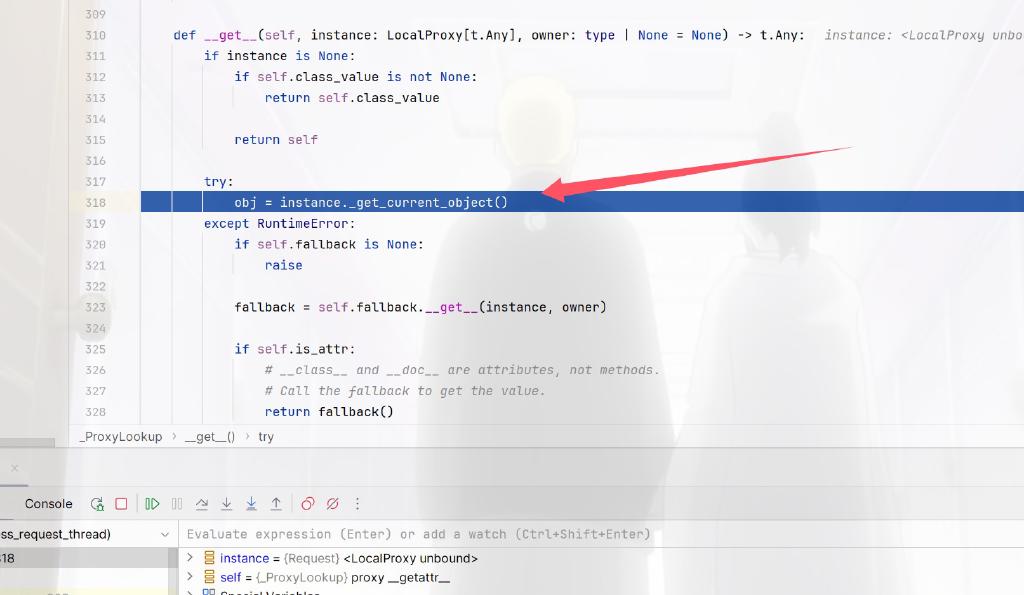 309
310 def __get__(self, instance: LocalProxy[t.Any], owner: type | None = None) -> t.Any: instance: <LocalProxy unbo
311 if instance is None:
312 if self.class_value is not None:
313 return self.class_value
314
315 return self
316
317 try:
318 obj = instance._get_current_object()
319 except RuntimeError:
320 if self.fallback is None:
321 raise
322
323 fallback = self.fallback.__get__(instance, owner)
324
325 if self.is_attr:
326 # __class__ and __doc__ are attributes, not methods.
327 # Call the fallback to get the value.
328 return fallback()
_ProxyLookup > __get__() > try
Console
ss_request_thread) Evaluate expression (Enter) or add a watch (Ctrl+Shift+Enter)
318 instance = {Request} <LocalProxy unbound>
self = {_ProxyLookup} proxy __getattr__
Special Variables